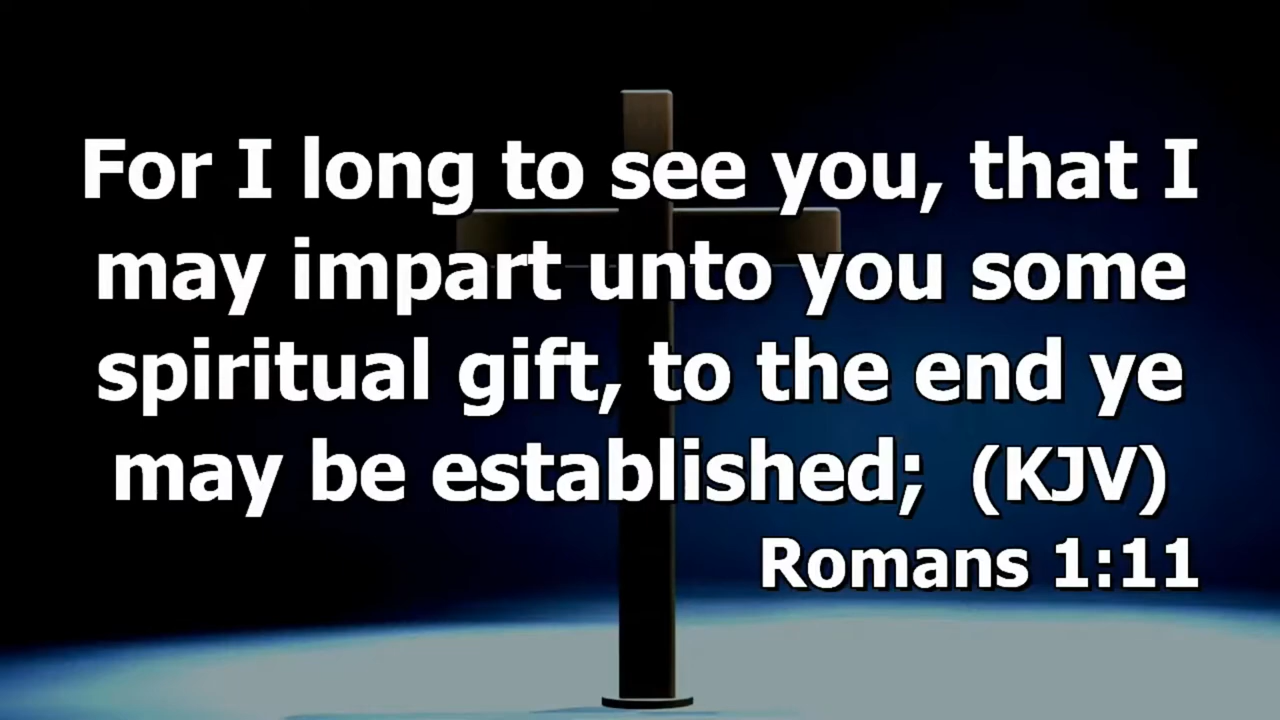 For I long to see you, that I
may impart unto you some
spiritual gift, to the end ye
may be established; (KJV)
Romans 1:11